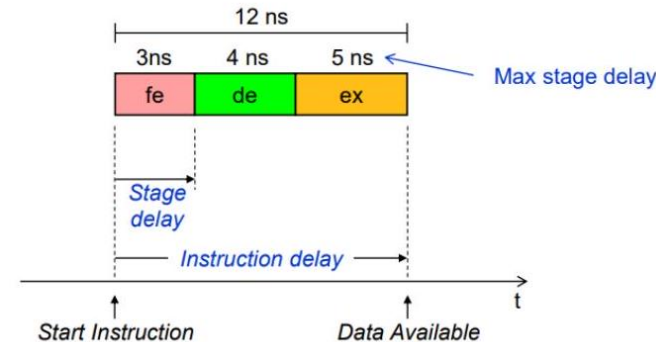 12 ns
3ns 4 ns 5 ns
Max stage delay
fe de ex
Stage
delay
Instruction delay
t
Start Instruction Data Available